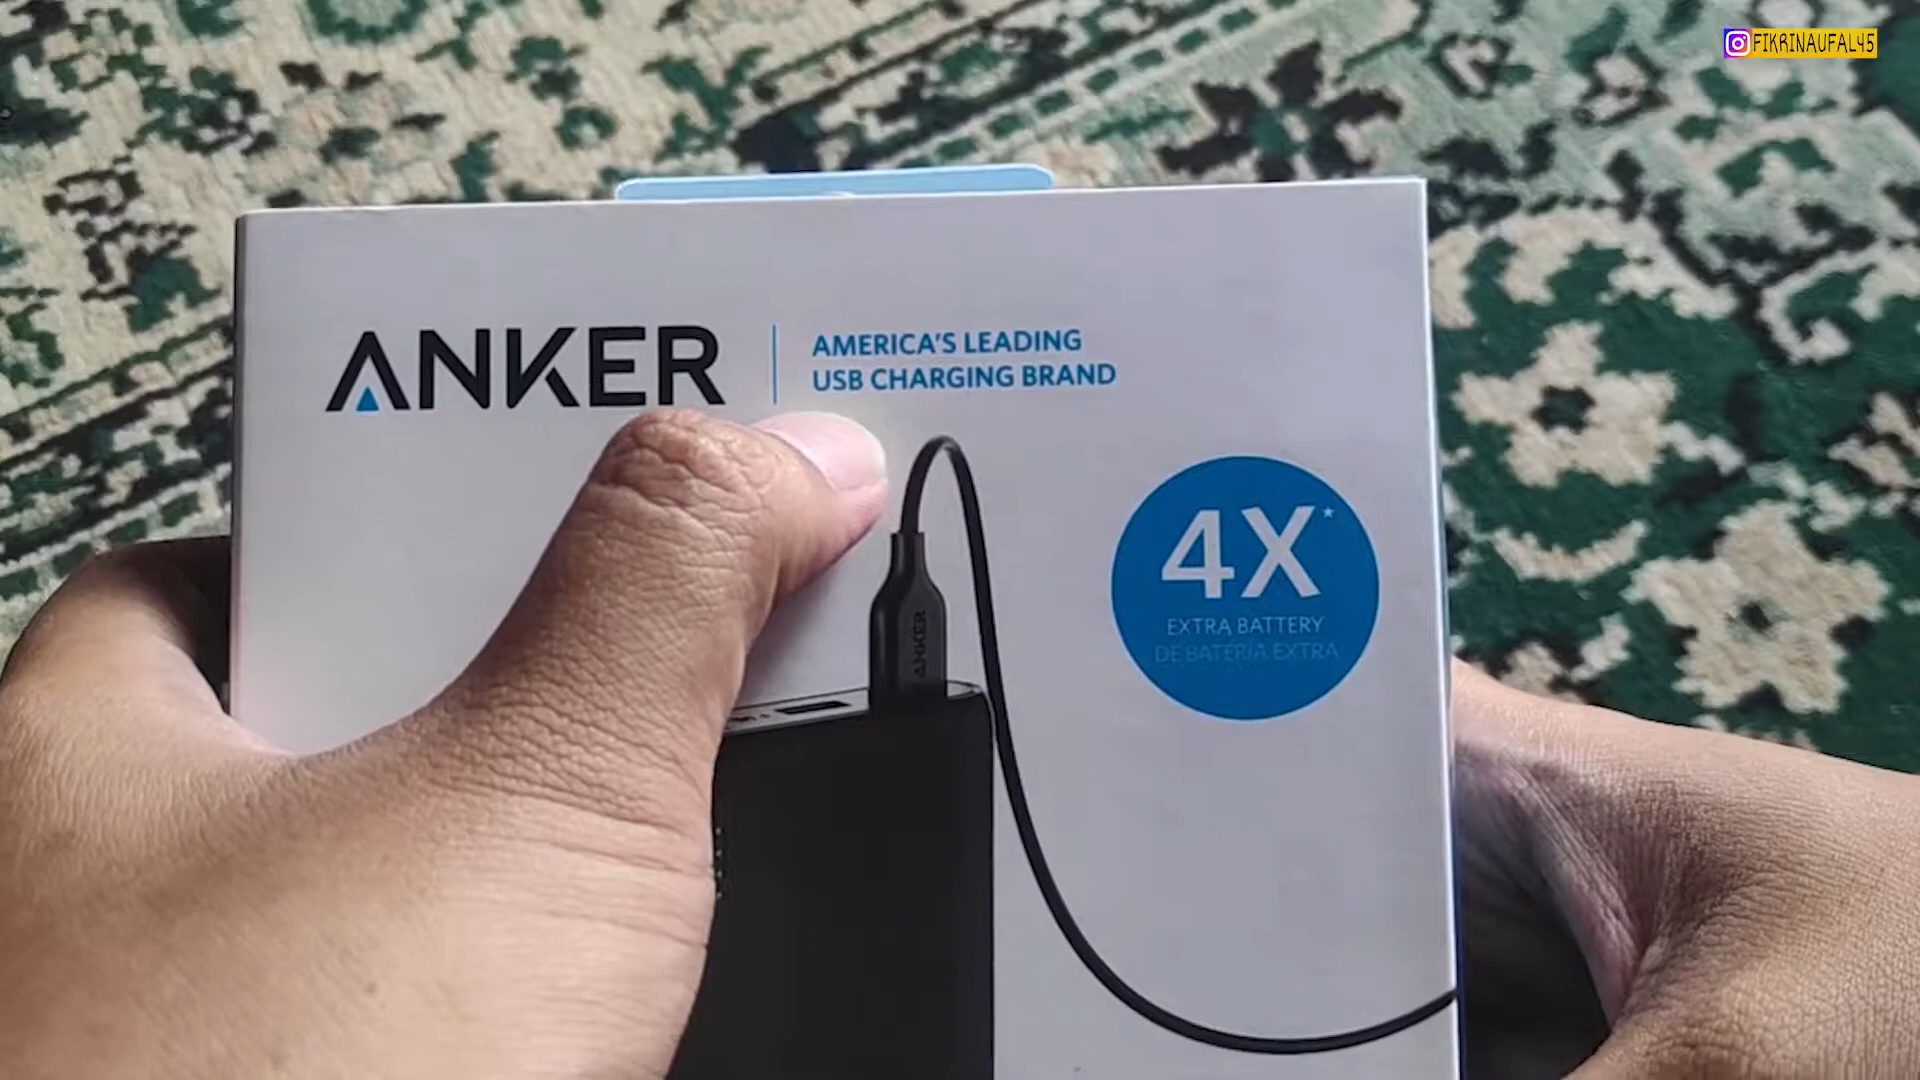 FIKRINAUFAL45
ANKER
AMERICA'S LEADING
USB CHARGING BRAND
4X*
EXTRA BATTERY
DE BATERÍA EXTRA
ANKER